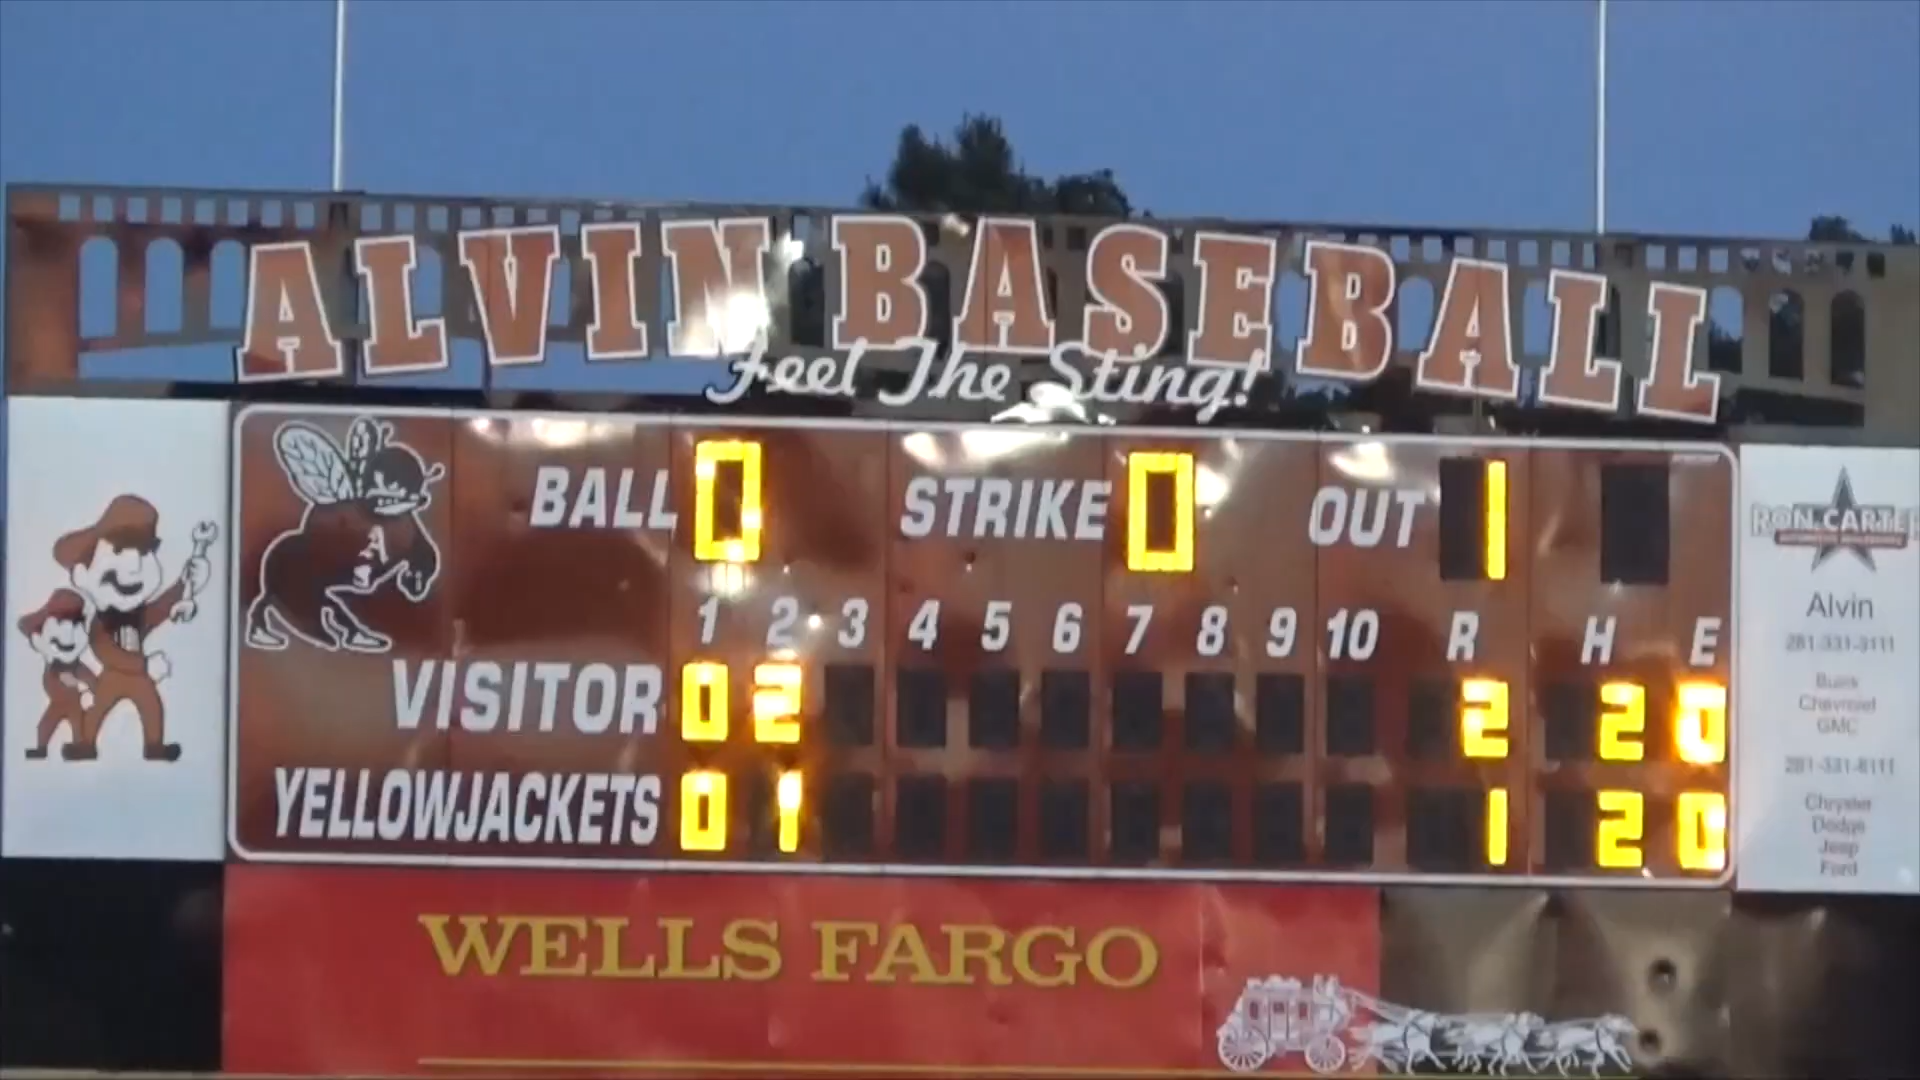 ALVIN BASEBALL
Feel The Sting!
BALL 0 STRIKE 0 OUT 1
1 2 3 4 5 6 7 8 9 10 R H E
VISITOR 0 2 2 2 0
YELLOWJACKETS 0 1 1 2 0
A
RON CARTER
Alvin
281-331-3111
Buick
Chevrolet
GMC
281-331-8111
Chrysler
Dodge
Jeep
Ford
WELLS FARGO